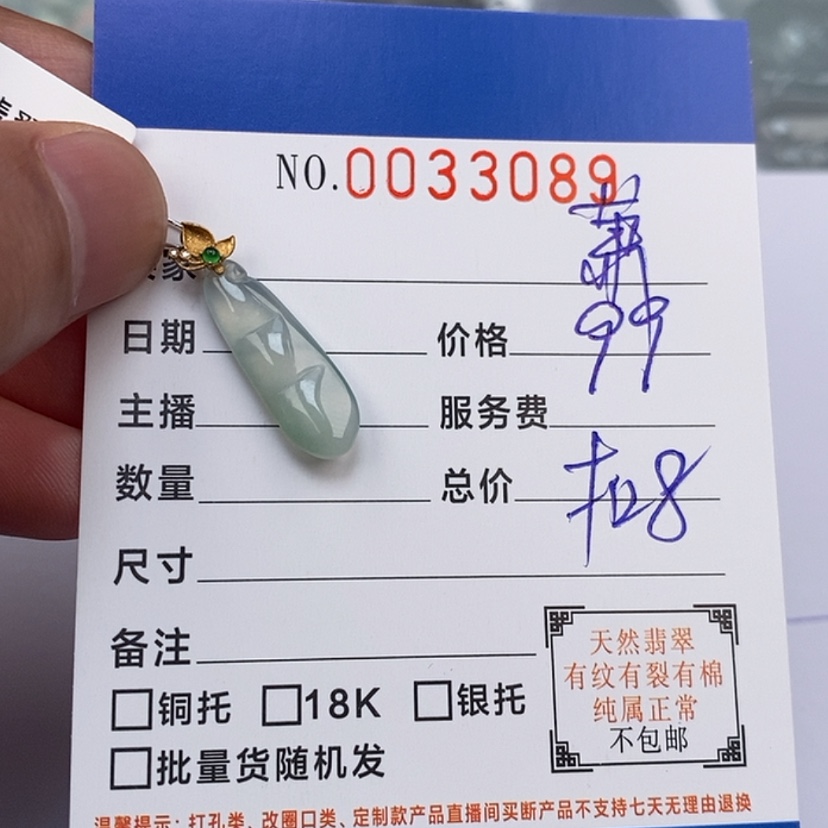 NO.0033089
家
日期 价格 99
主播 服务费
数量 总价 扣8
尺寸
备注
天然翡翠
有纹有裂有棉
纯属正常
不包邮
□铜托 □18K □银托
□批量货随机发
温馨提示：打孔类、改圈口类、定制款产品直播间买断产品不支持七天无理由退换